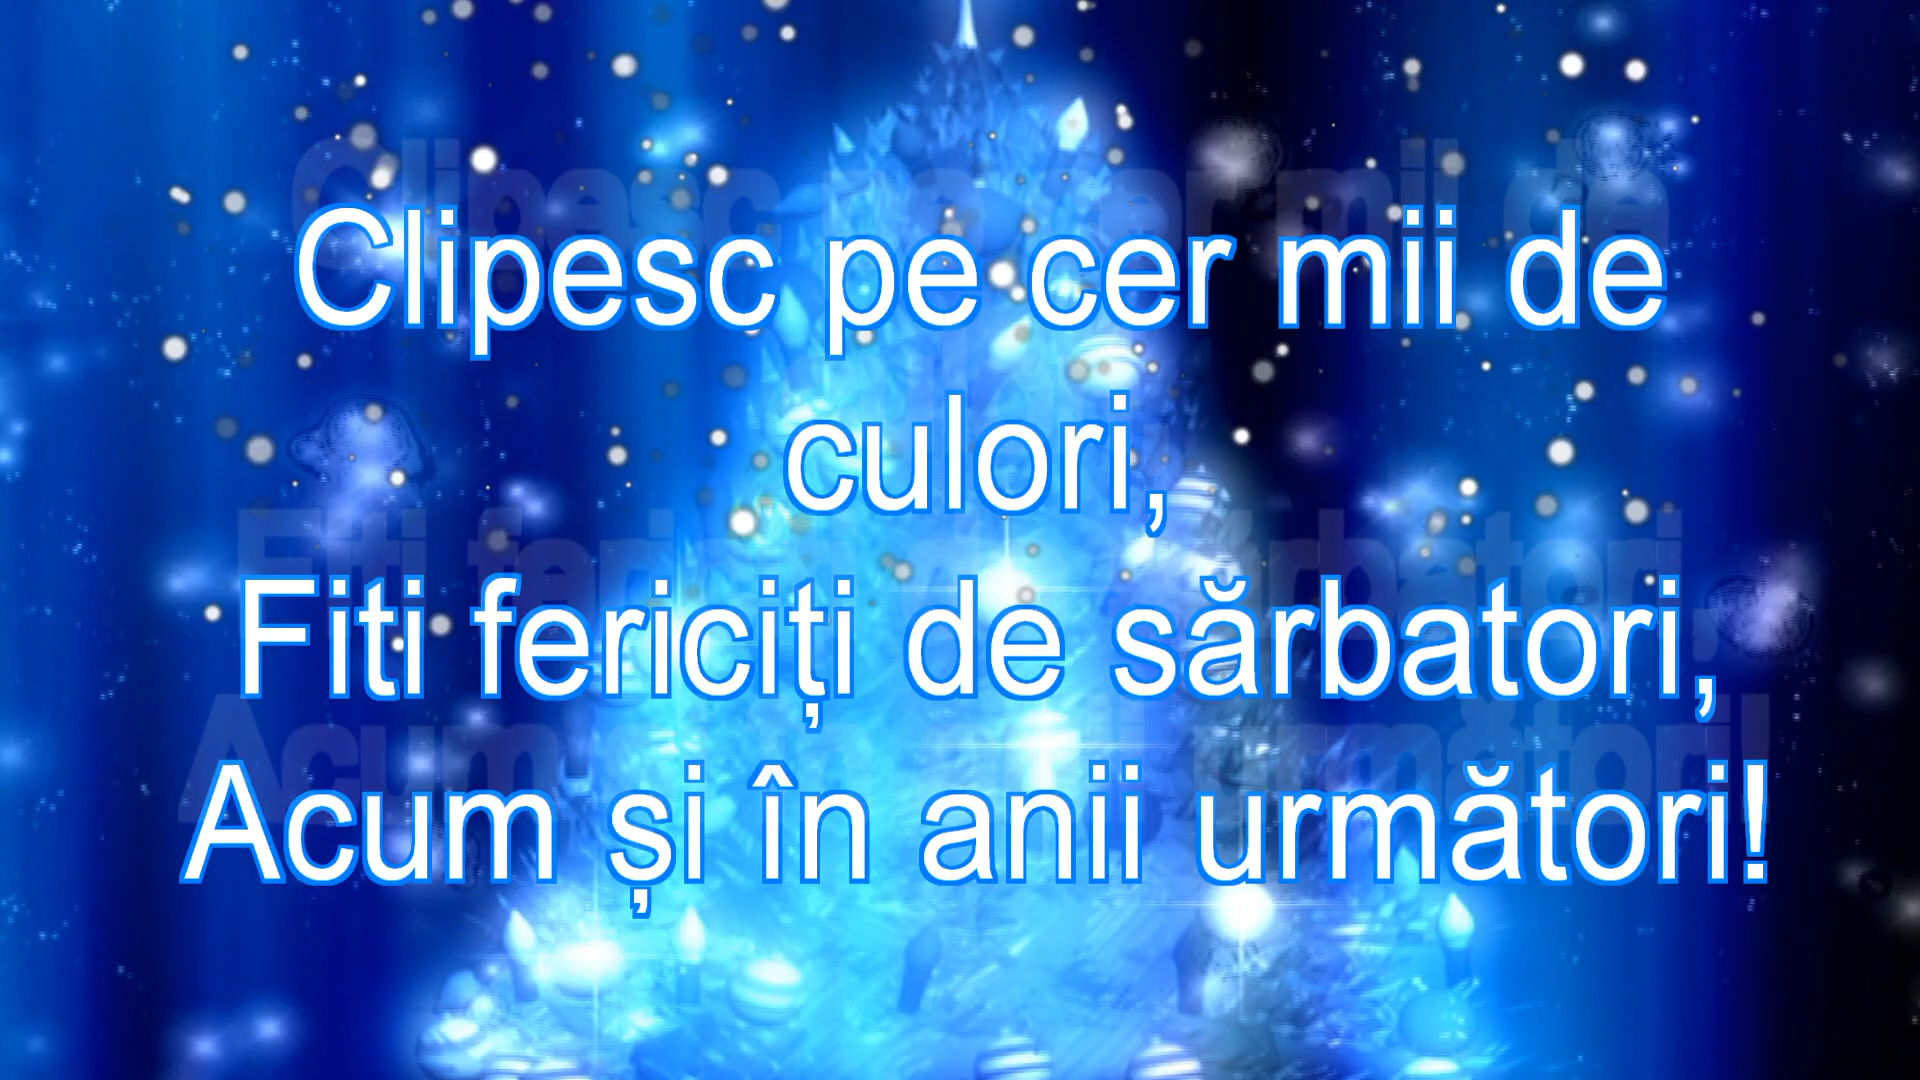 Clipesc pe cer mii de
culori,
Fiti fericiți de sărbatori,
Acum și în anii următori!